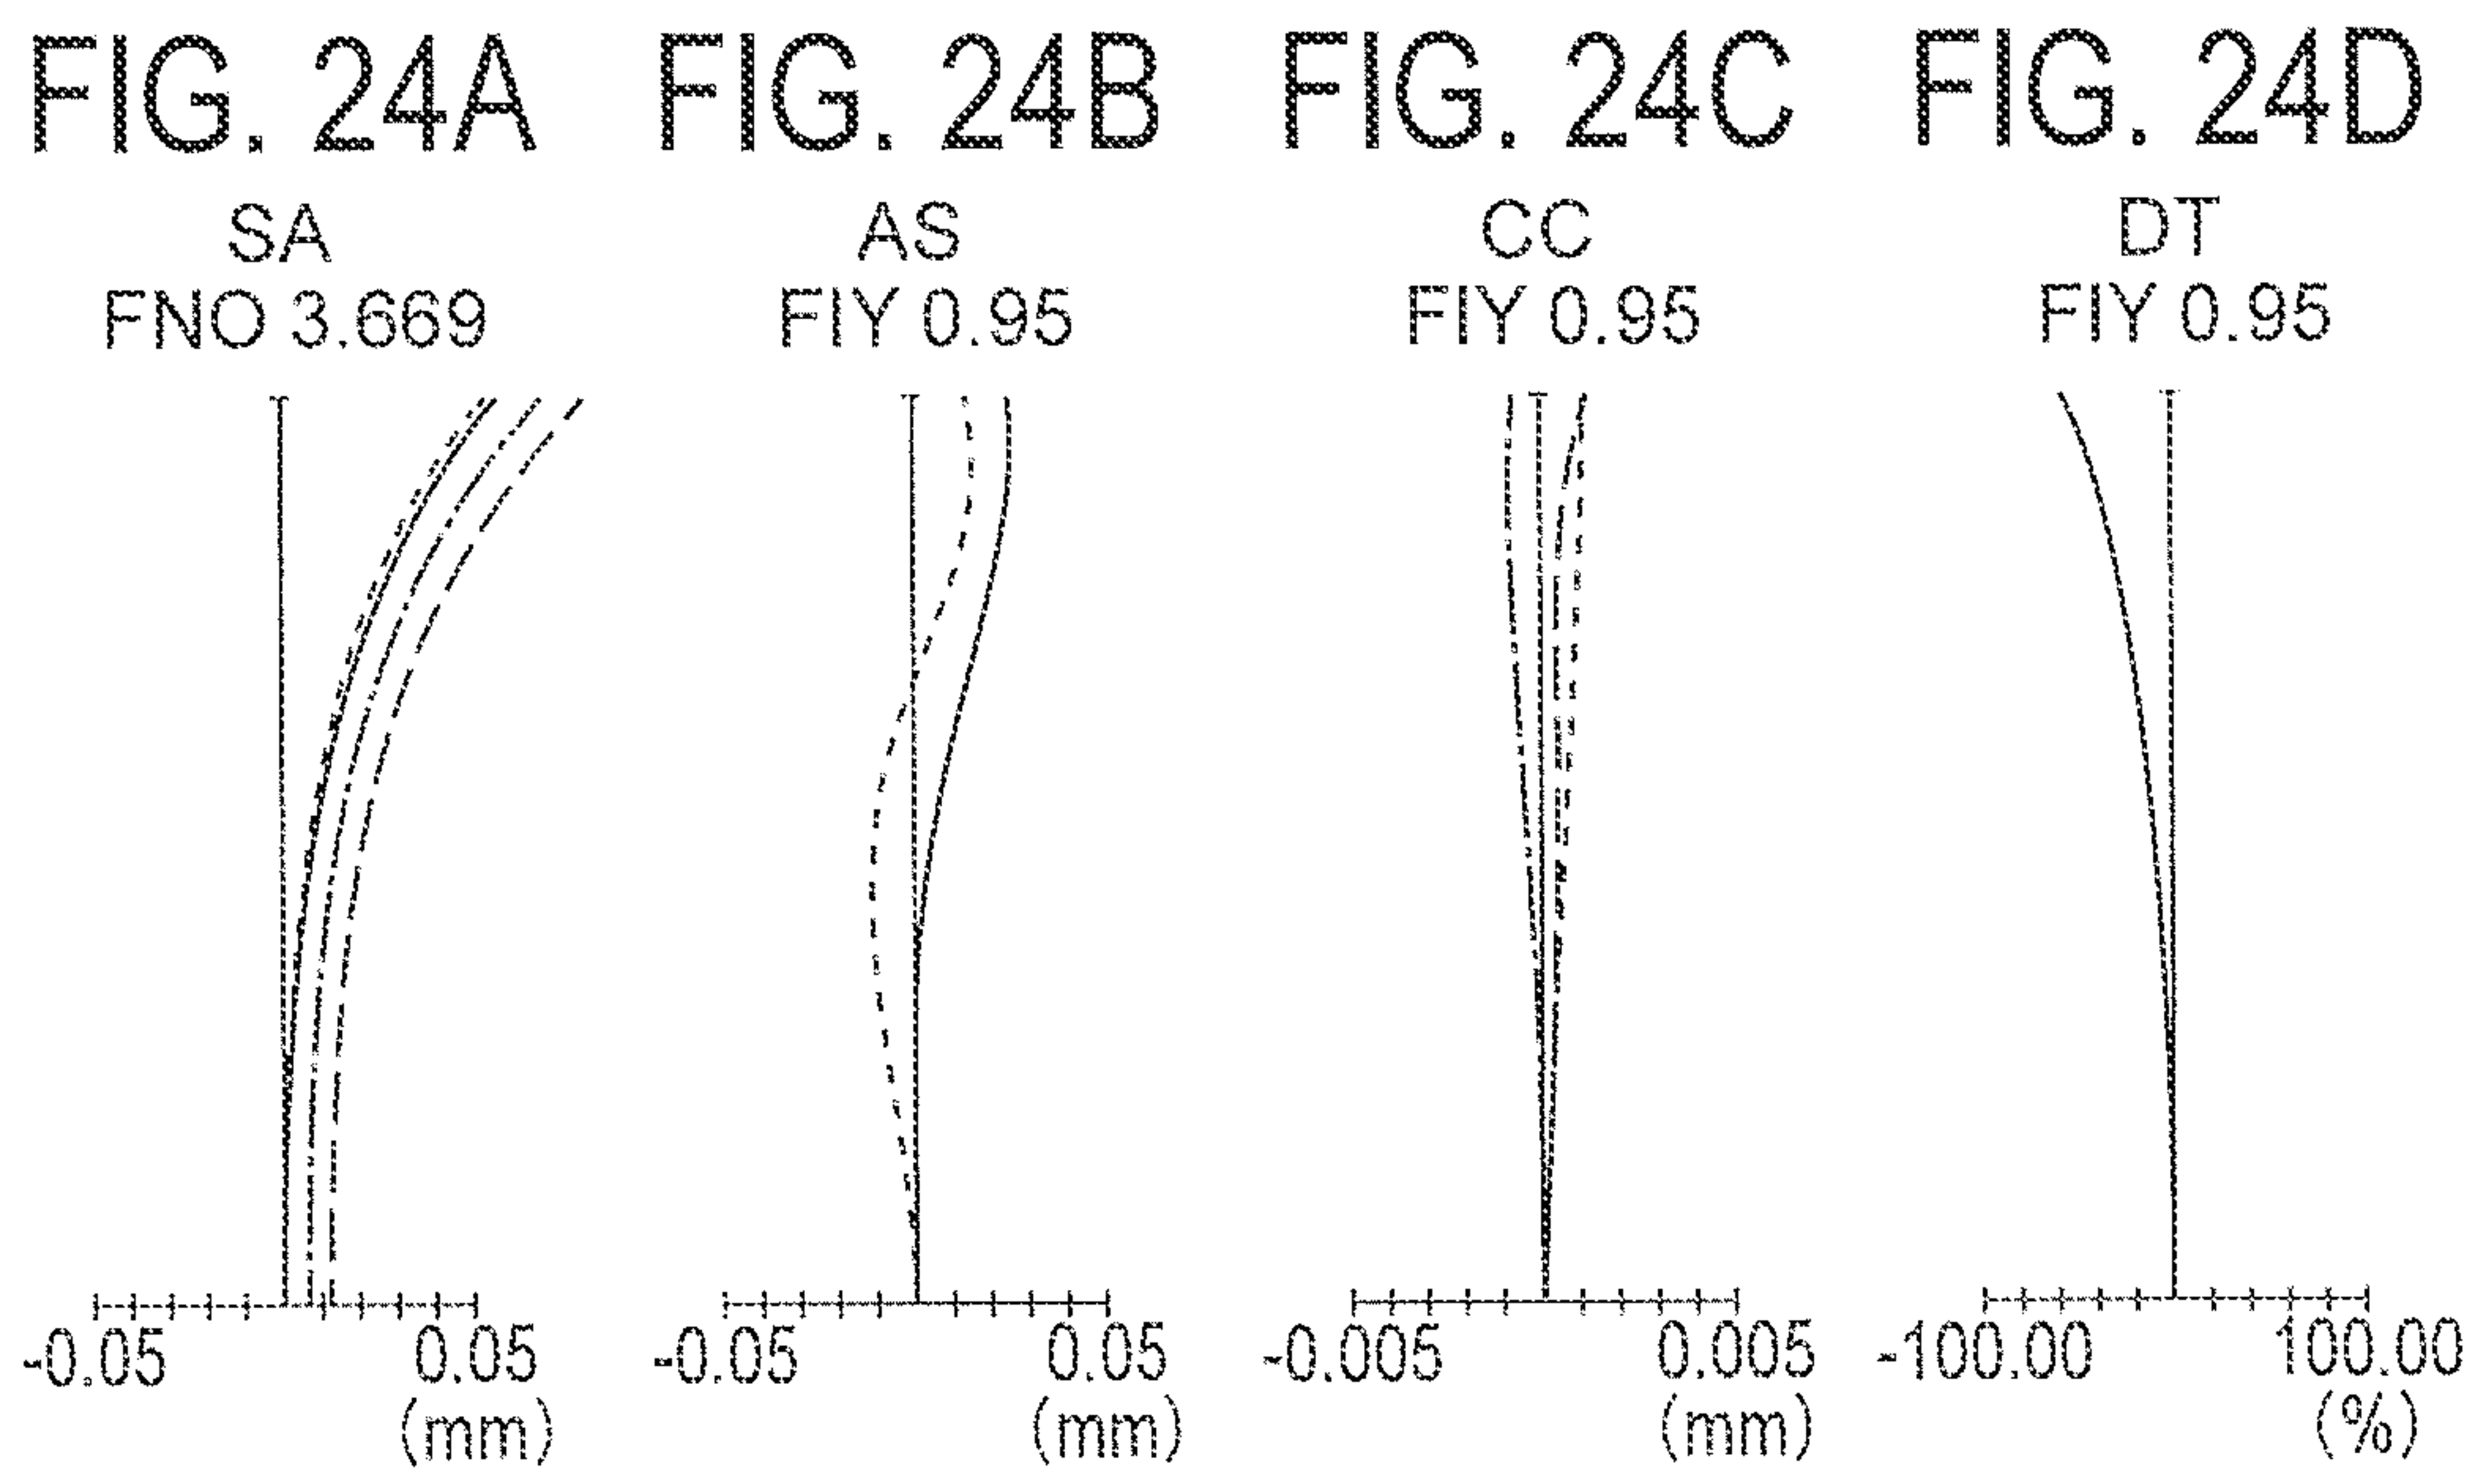 FIG. 24A
SA
FNO 3.669
-0.05
0.05
(mm)
FIG. 24B
AS
FIY 0.95
-0.05
0.05
(mm)
FIG. 24C
CC
FIY 0.95
-0.005
0.005
(mm)
FIG. 24D
DT
FIY 0.95
-100.00
100.00
(%)